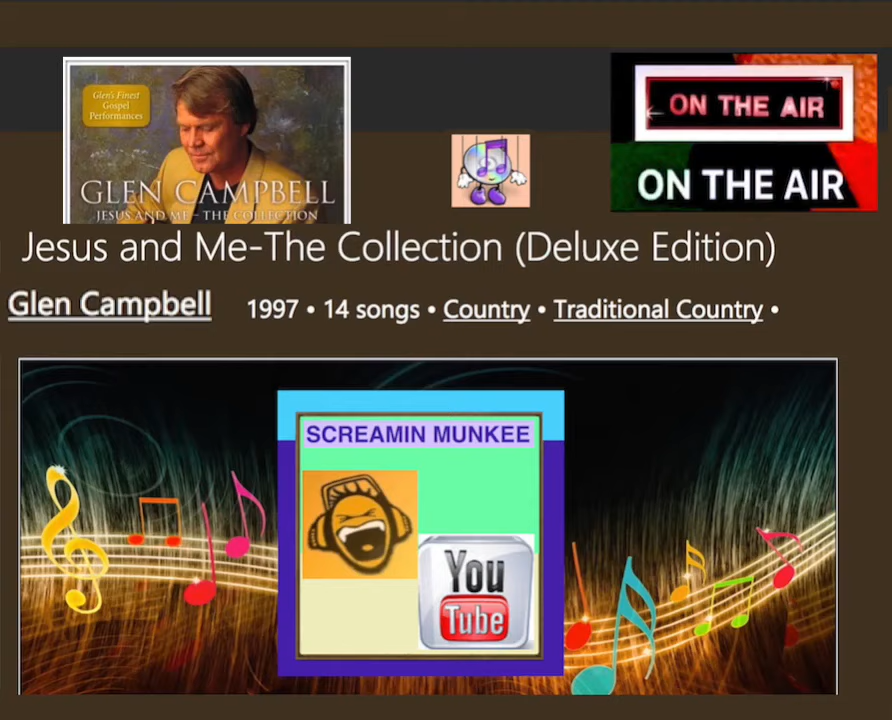 Glen's Finest
Gospel
Performances
GLEN CAMPBELL
JESUS AND ME - THE COLLECTION
ON THE AIR
ON THE AIR
Jesus and Me-The Collection (Deluxe Edition)
Glen Campbell 1997 • 14 songs • Country • Traditional Country •
SCREAMIN MUNKEE
You
Tube